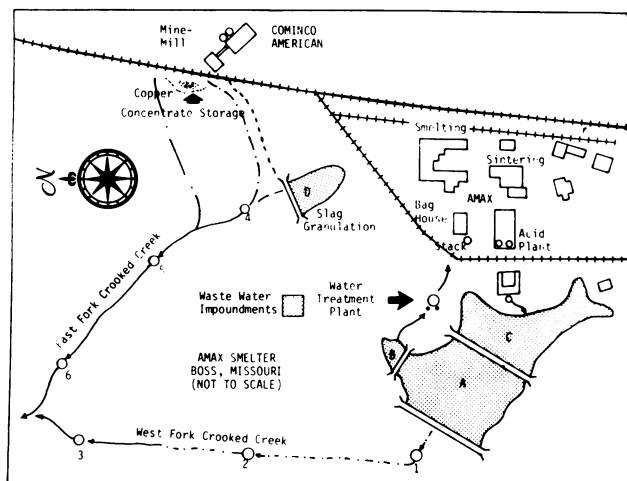 Mine-
Mill
COMINCO
AMERICAN
Copper
Concentrate Storage
Smelting
Sintering
N
D
Slag
Granulation
4
Bag
House
AMAX
Stack
Acid
Plant
5
East Fork Crooked Creek
Waste Water
Impoundments
Water
Treatment
Plant
C
B
A
6
AMAX SMELTER
BOSS, MISSOURI
(NOT TO SCALE)
West Fork Crooked Creek
3
2
1